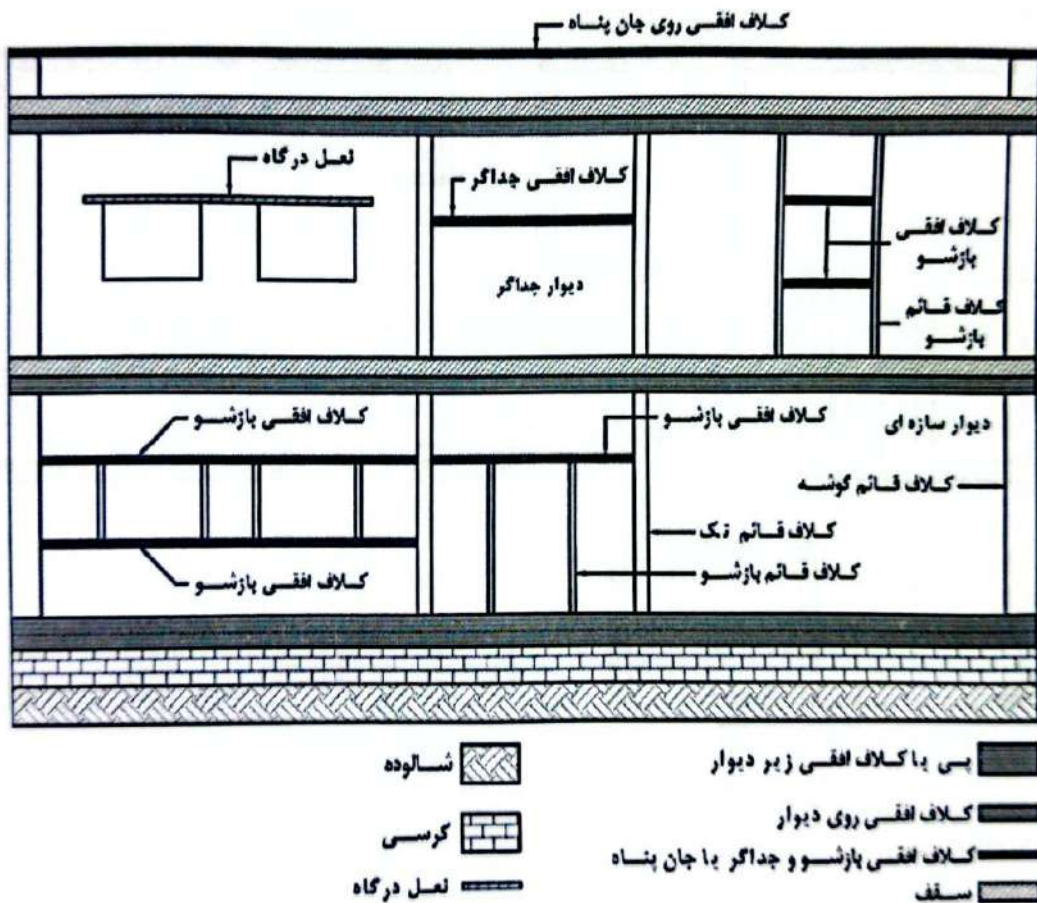 کلاف افقی روی جان پناه
نعل درگاه
کلاف افقی جداگر
دیوار جداگر
کلاف افقی
بازشو
کلاف قائم
بازشو
کلاف افقی بازشو
کلاف افقی بازشو
دیوار سازه ای
کلاف قائم گوشه
کلاف قائم تک
کلاف افقی بازشو
کلاف قائم بازشو
پی یا کلاف افقی زیر دیوار
کلاف افقی روی دیوار
کلاف افقی بازشو و جداگر یا جان پناه
سقف
شالوده
کرسی
نعل درگاه